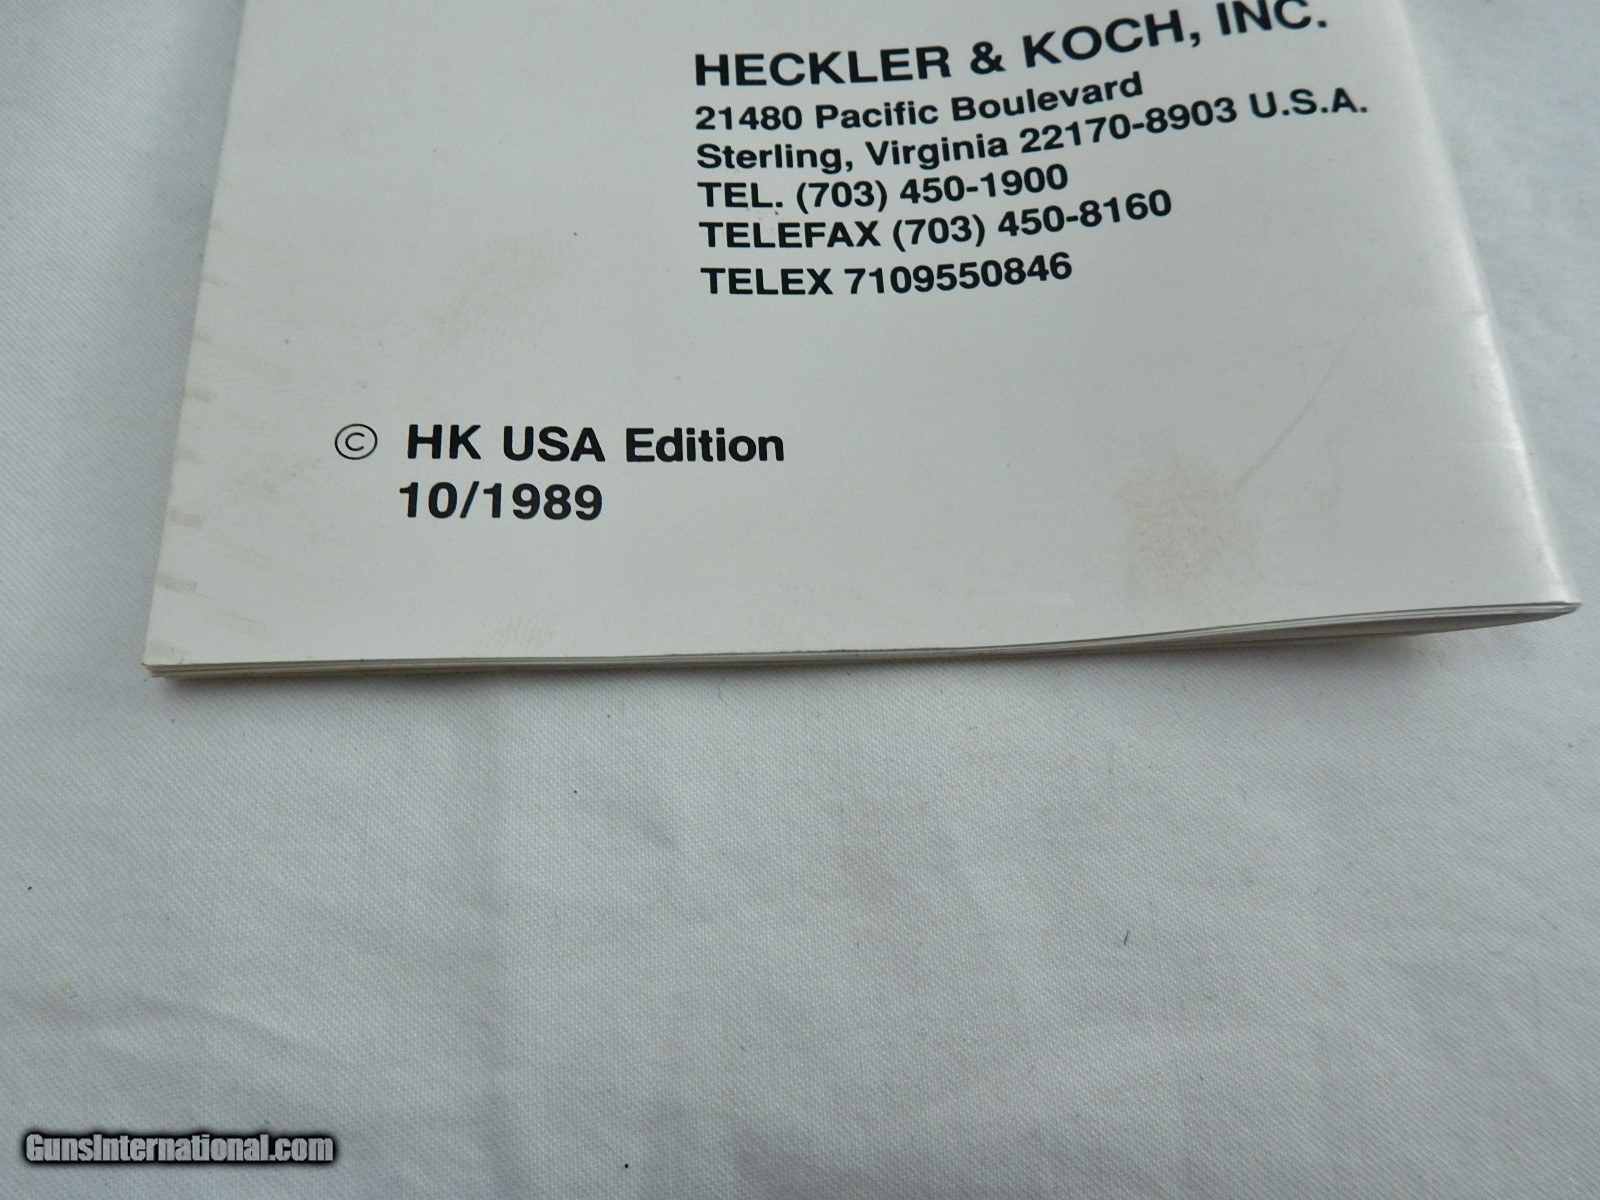 HECKLER & KOCH, INC.
21480 Pacific Boulevard
Sterling, Virginia 22170-8903 U.S.A.
TEL. (703) 450-1900
TELEFAX (703) 450-8160
TELEX 7109550846
© HK USA Edition
10/1989
GunsInternational.com